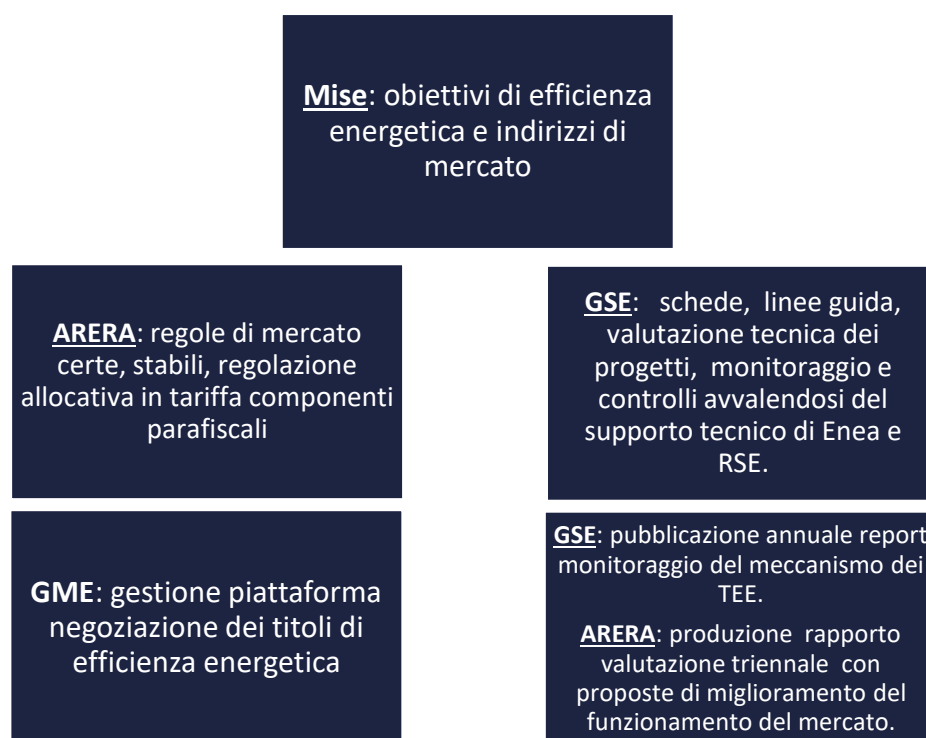 Mise: obiettivi di efficienza
energetica e indirizzi di
mercato
ARERA: regole di mercato
certe, stabili, regolazione
allocativa in tariffa componenti
parafiscali
GSE: schede, linee guida,
valutazione tecnica dei
progetti, monitoraggio e
controlli avvalendosi del
supporto tecnico di Enea e
RSE.
GME: gestione piattaforma
negoziazione dei titoli di
efficienza energetica
GSE: pubblicazione annuale report
monitoraggio del meccanismo dei
TEE.
ARERA: produzione rapporto
valutazione triennale con
proposte di miglioramento del
funzionamento del mercato.